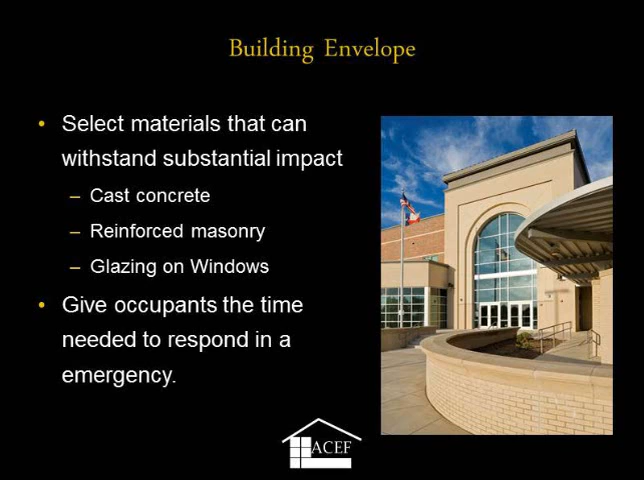 Building Envelope
• Select materials that can
withstand substantial impact
– Cast concrete
– Reinforced masonry
– Glazing on Windows
• Give occupants the time
needed to respond in a
emergency.
ACEF